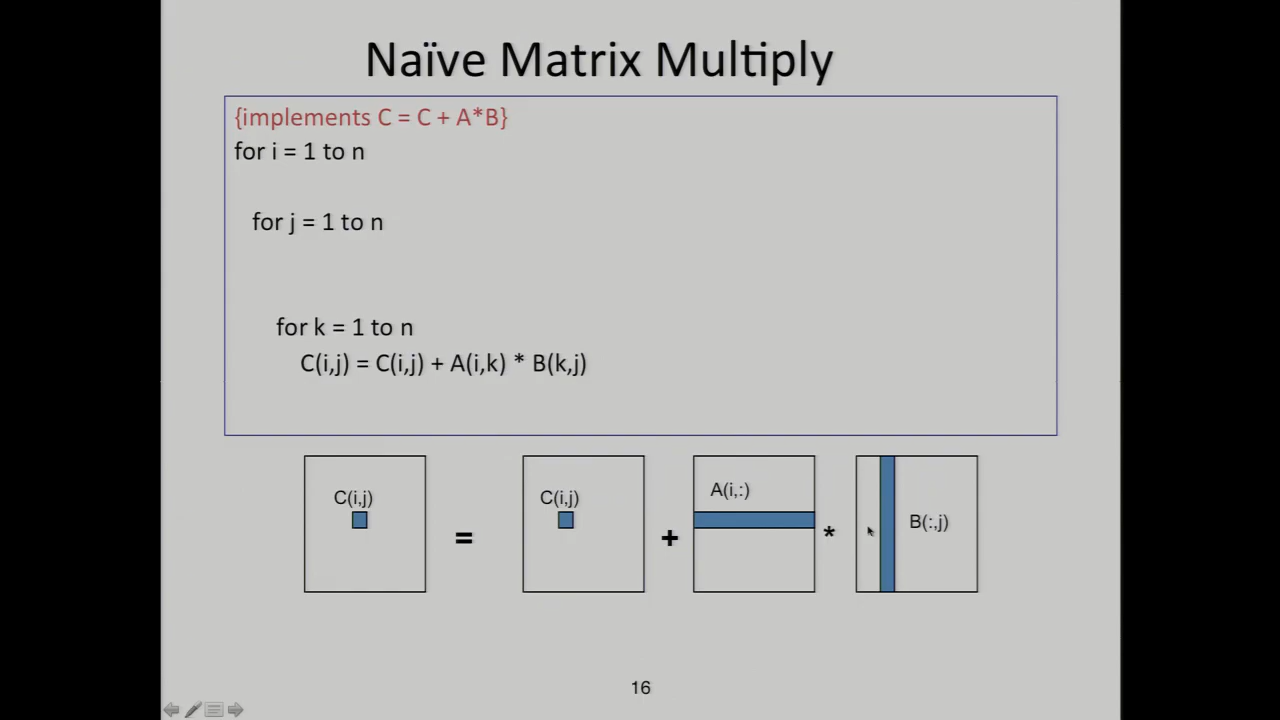 Naïve Matrix Multiply
{implements C = C + A*B}
for i = 1 to n
for j = 1 to n
for k = 1 to n
C(i,j) = C(i,j) + A(i,k) * B(k,j)
C(i,j) = C(i,j) + A(i,:) * B(:,j)
16